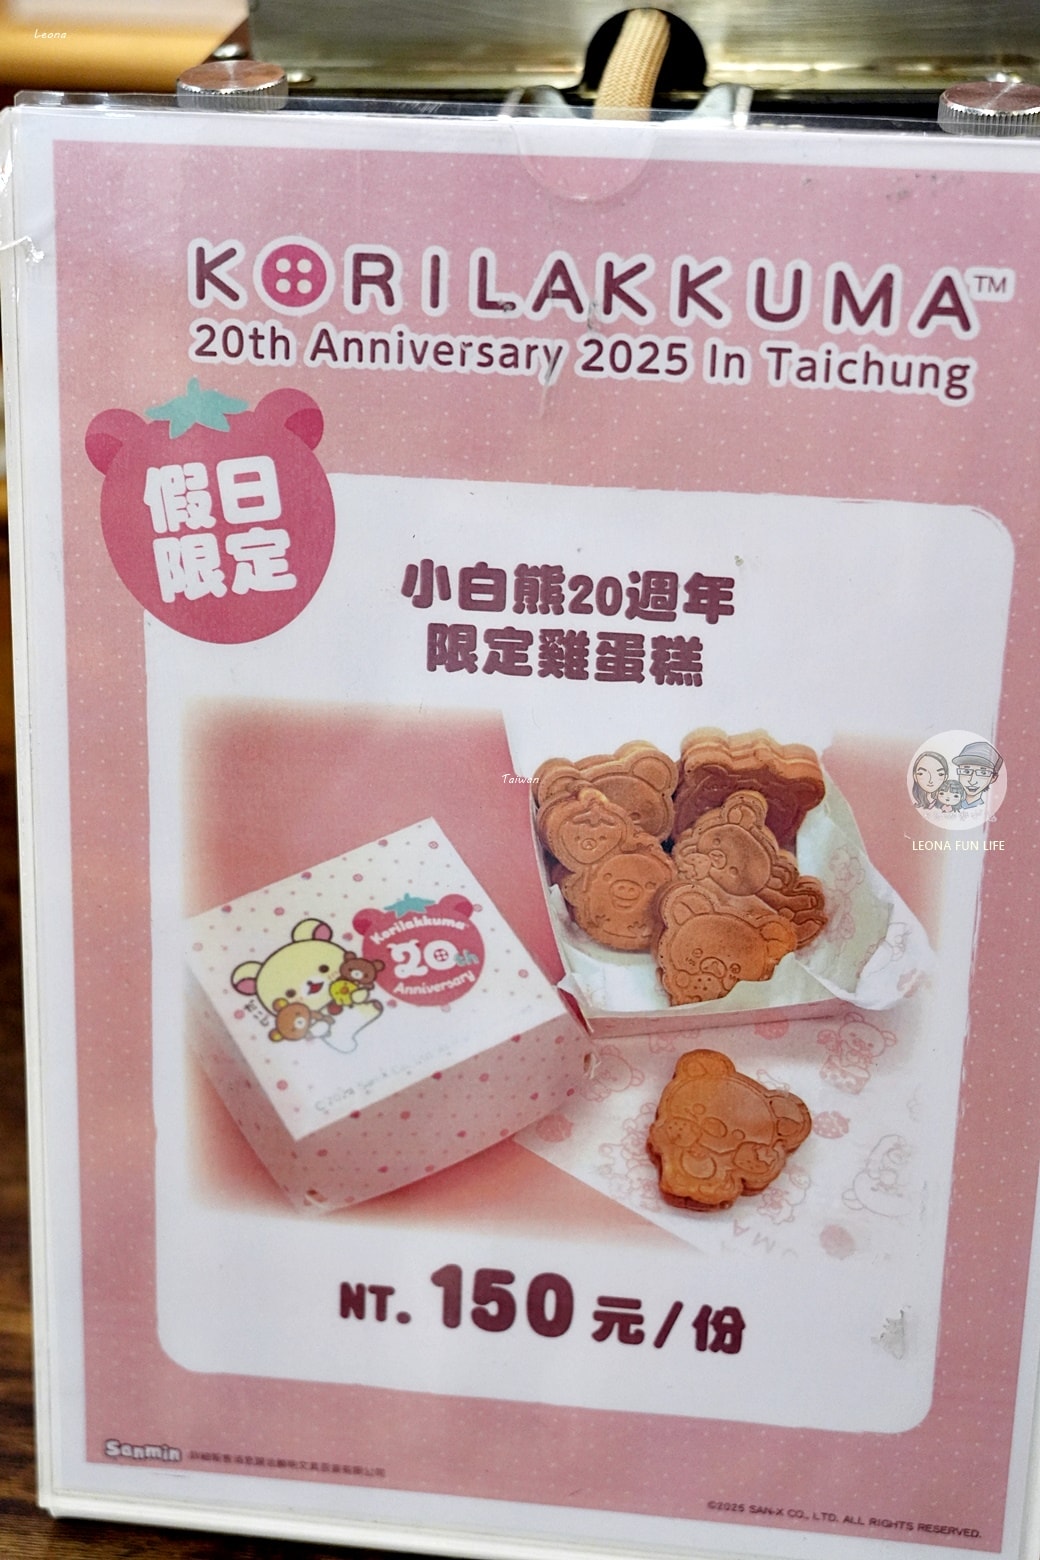 Leona
KORILAKKUMA™
20th Anniversary 2025 In Taichung
假日
限定
小白熊20週年
限定雞蛋糕
Taiwan
LEONA FUN LIFE
Korilakkuma
20th
Anniversary
NT. 150 元/份
Sanmin
©2025 SAN-X CO., LTD. ALL RIGHTS RESERVED.